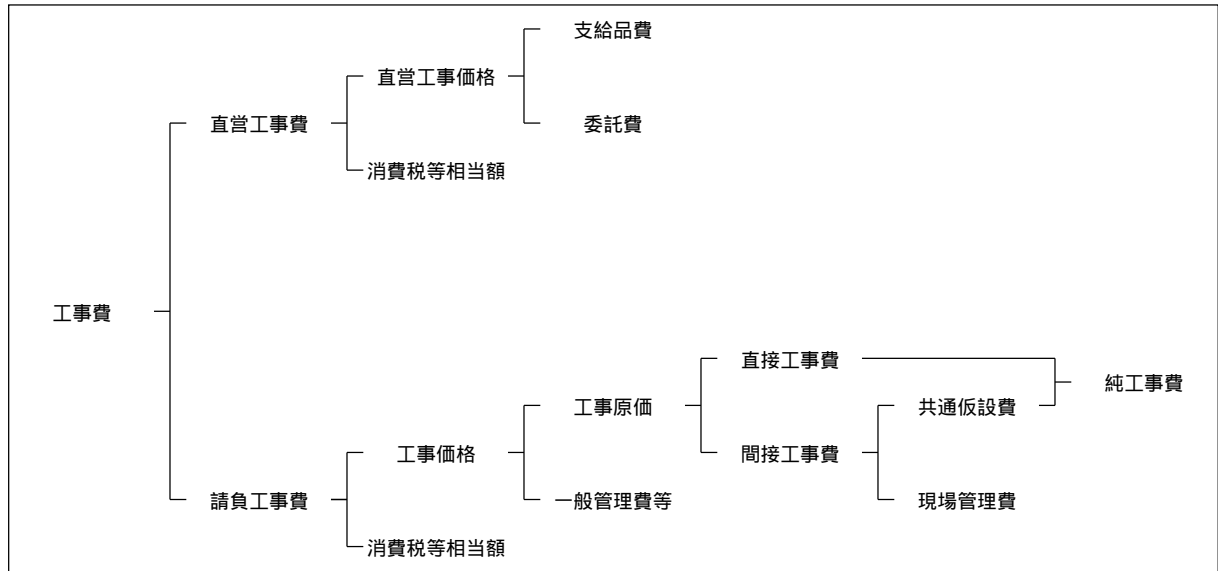 支給品費
直営工事価格
直営工事費
委託費
消費税等相当額
工事費
直接工事費
純工事費
工事原価
共通仮設費
工事価格
間接工事費
請負工事費
一般管理費等
現場管理費
消費税等相当額